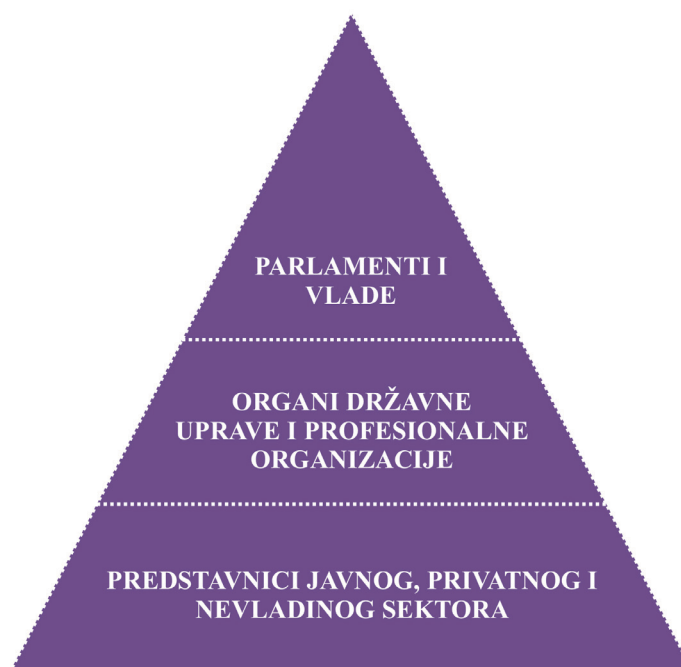 PARLAMENTI I
VLADE
ORGANI DRŽAVNE
UPRAVE I PROFESIONALNE
ORGANIZACIJE
PREDSTAVNICI JAVNOG, PRIVATNOG I
NEVLADINOG SEKTORA